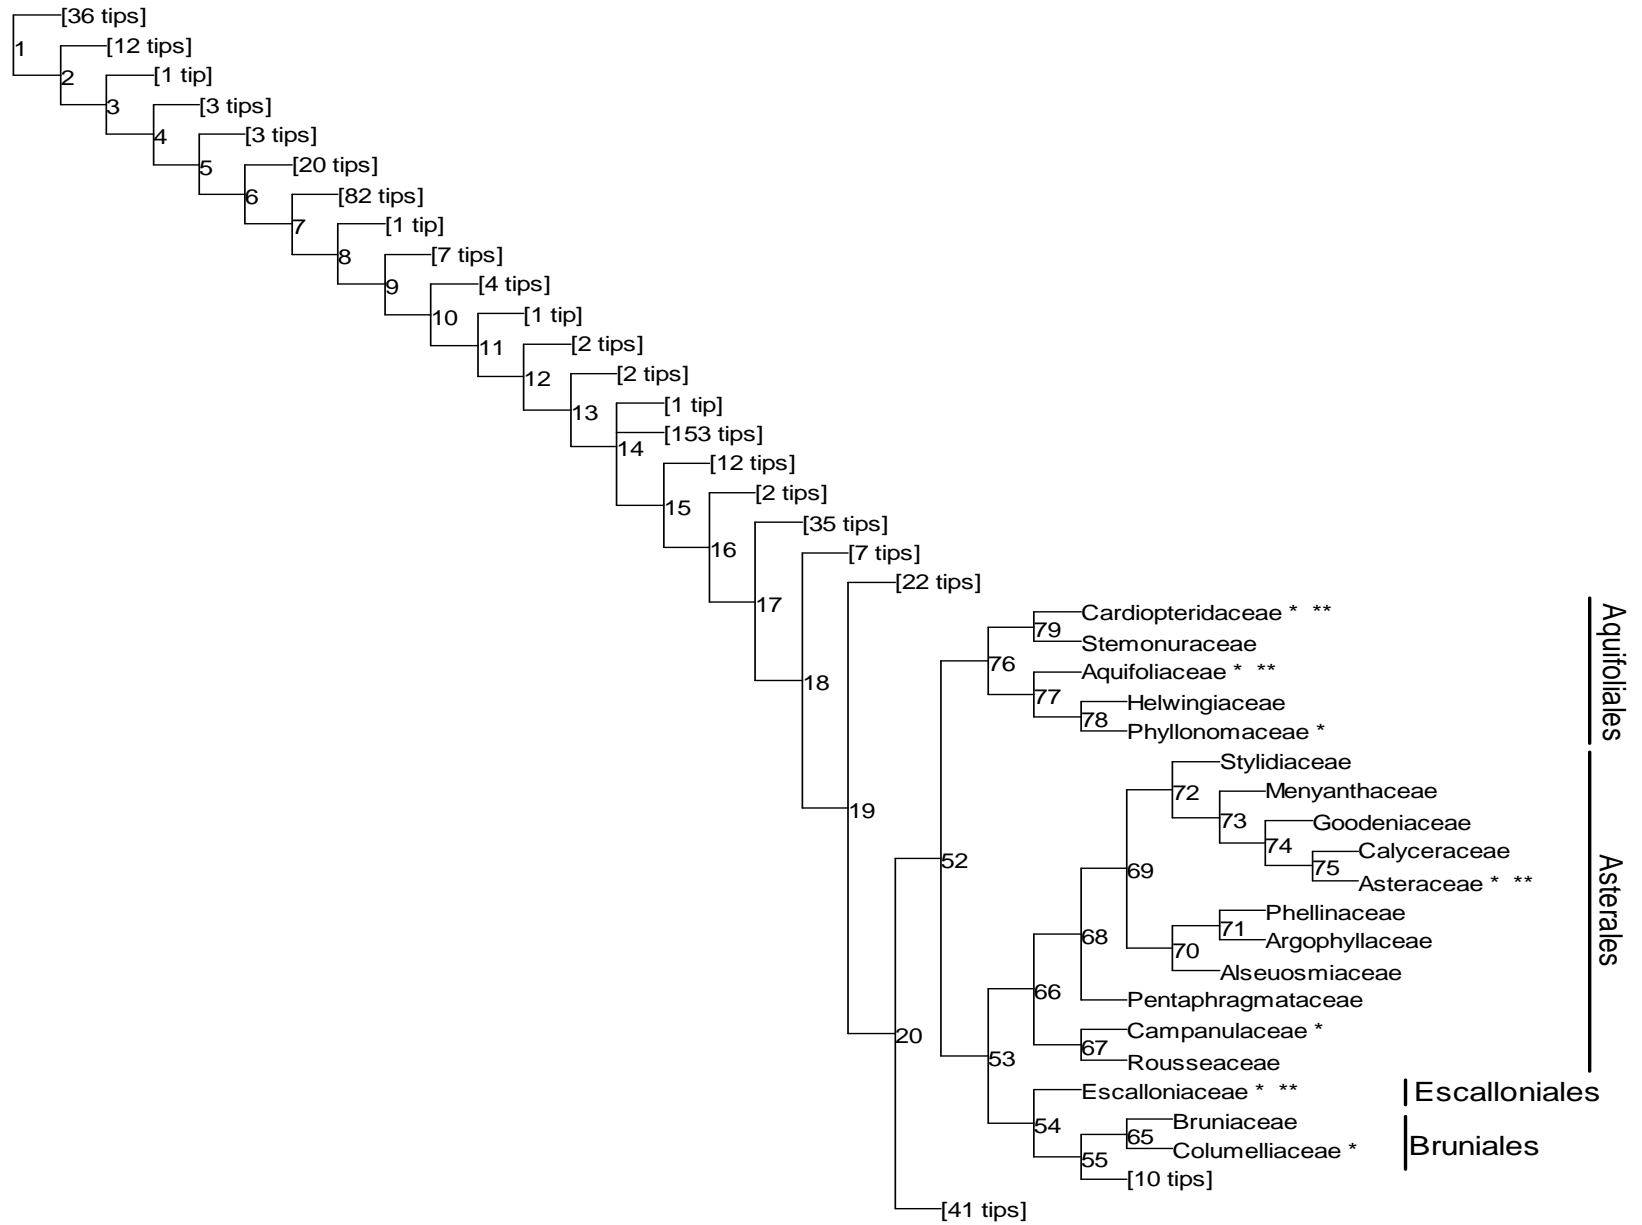 [36 tips]
1
[12 tips]
2
[1 tip]
3
[3 tips]
4
[3 tips]
5
[20 tips]
6
[82 tips]
7
[1 tip]
8
[7 tips]
9
[4 tips]
10
[1 tip]
11
[2 tips]
12
[2 tips]
13
[1 tip]
[153 tips]
14
[12 tips]
15
[2 tips]
16
[35 tips]
17
[7 tips]
18
[22 tips]
19
20
52
Cardiopteridaceae * **
79
Stemonuraceae
76
Aquifoliaceae * **
77
Helwingiaceae
78
Phyllonomaceae *
Aquifoliales
Stylidiaceae
72
Menyanthaceae
73
Goodeniaceae
74
Calyceraceae
75
Asteraceae * **
69
Phellinaceae
71
Argophyllaceae
70
Alseuosmiaceae
68
Pentaphragmataceae
66
Campanulaceae *
67
Rousseaceae
Asterales
53
Escalloniaceae * **
Escalloniales
54
Bruniaceae
65
Columelliaceae *
Bruniales
55
[10 tips]
[41 tips]